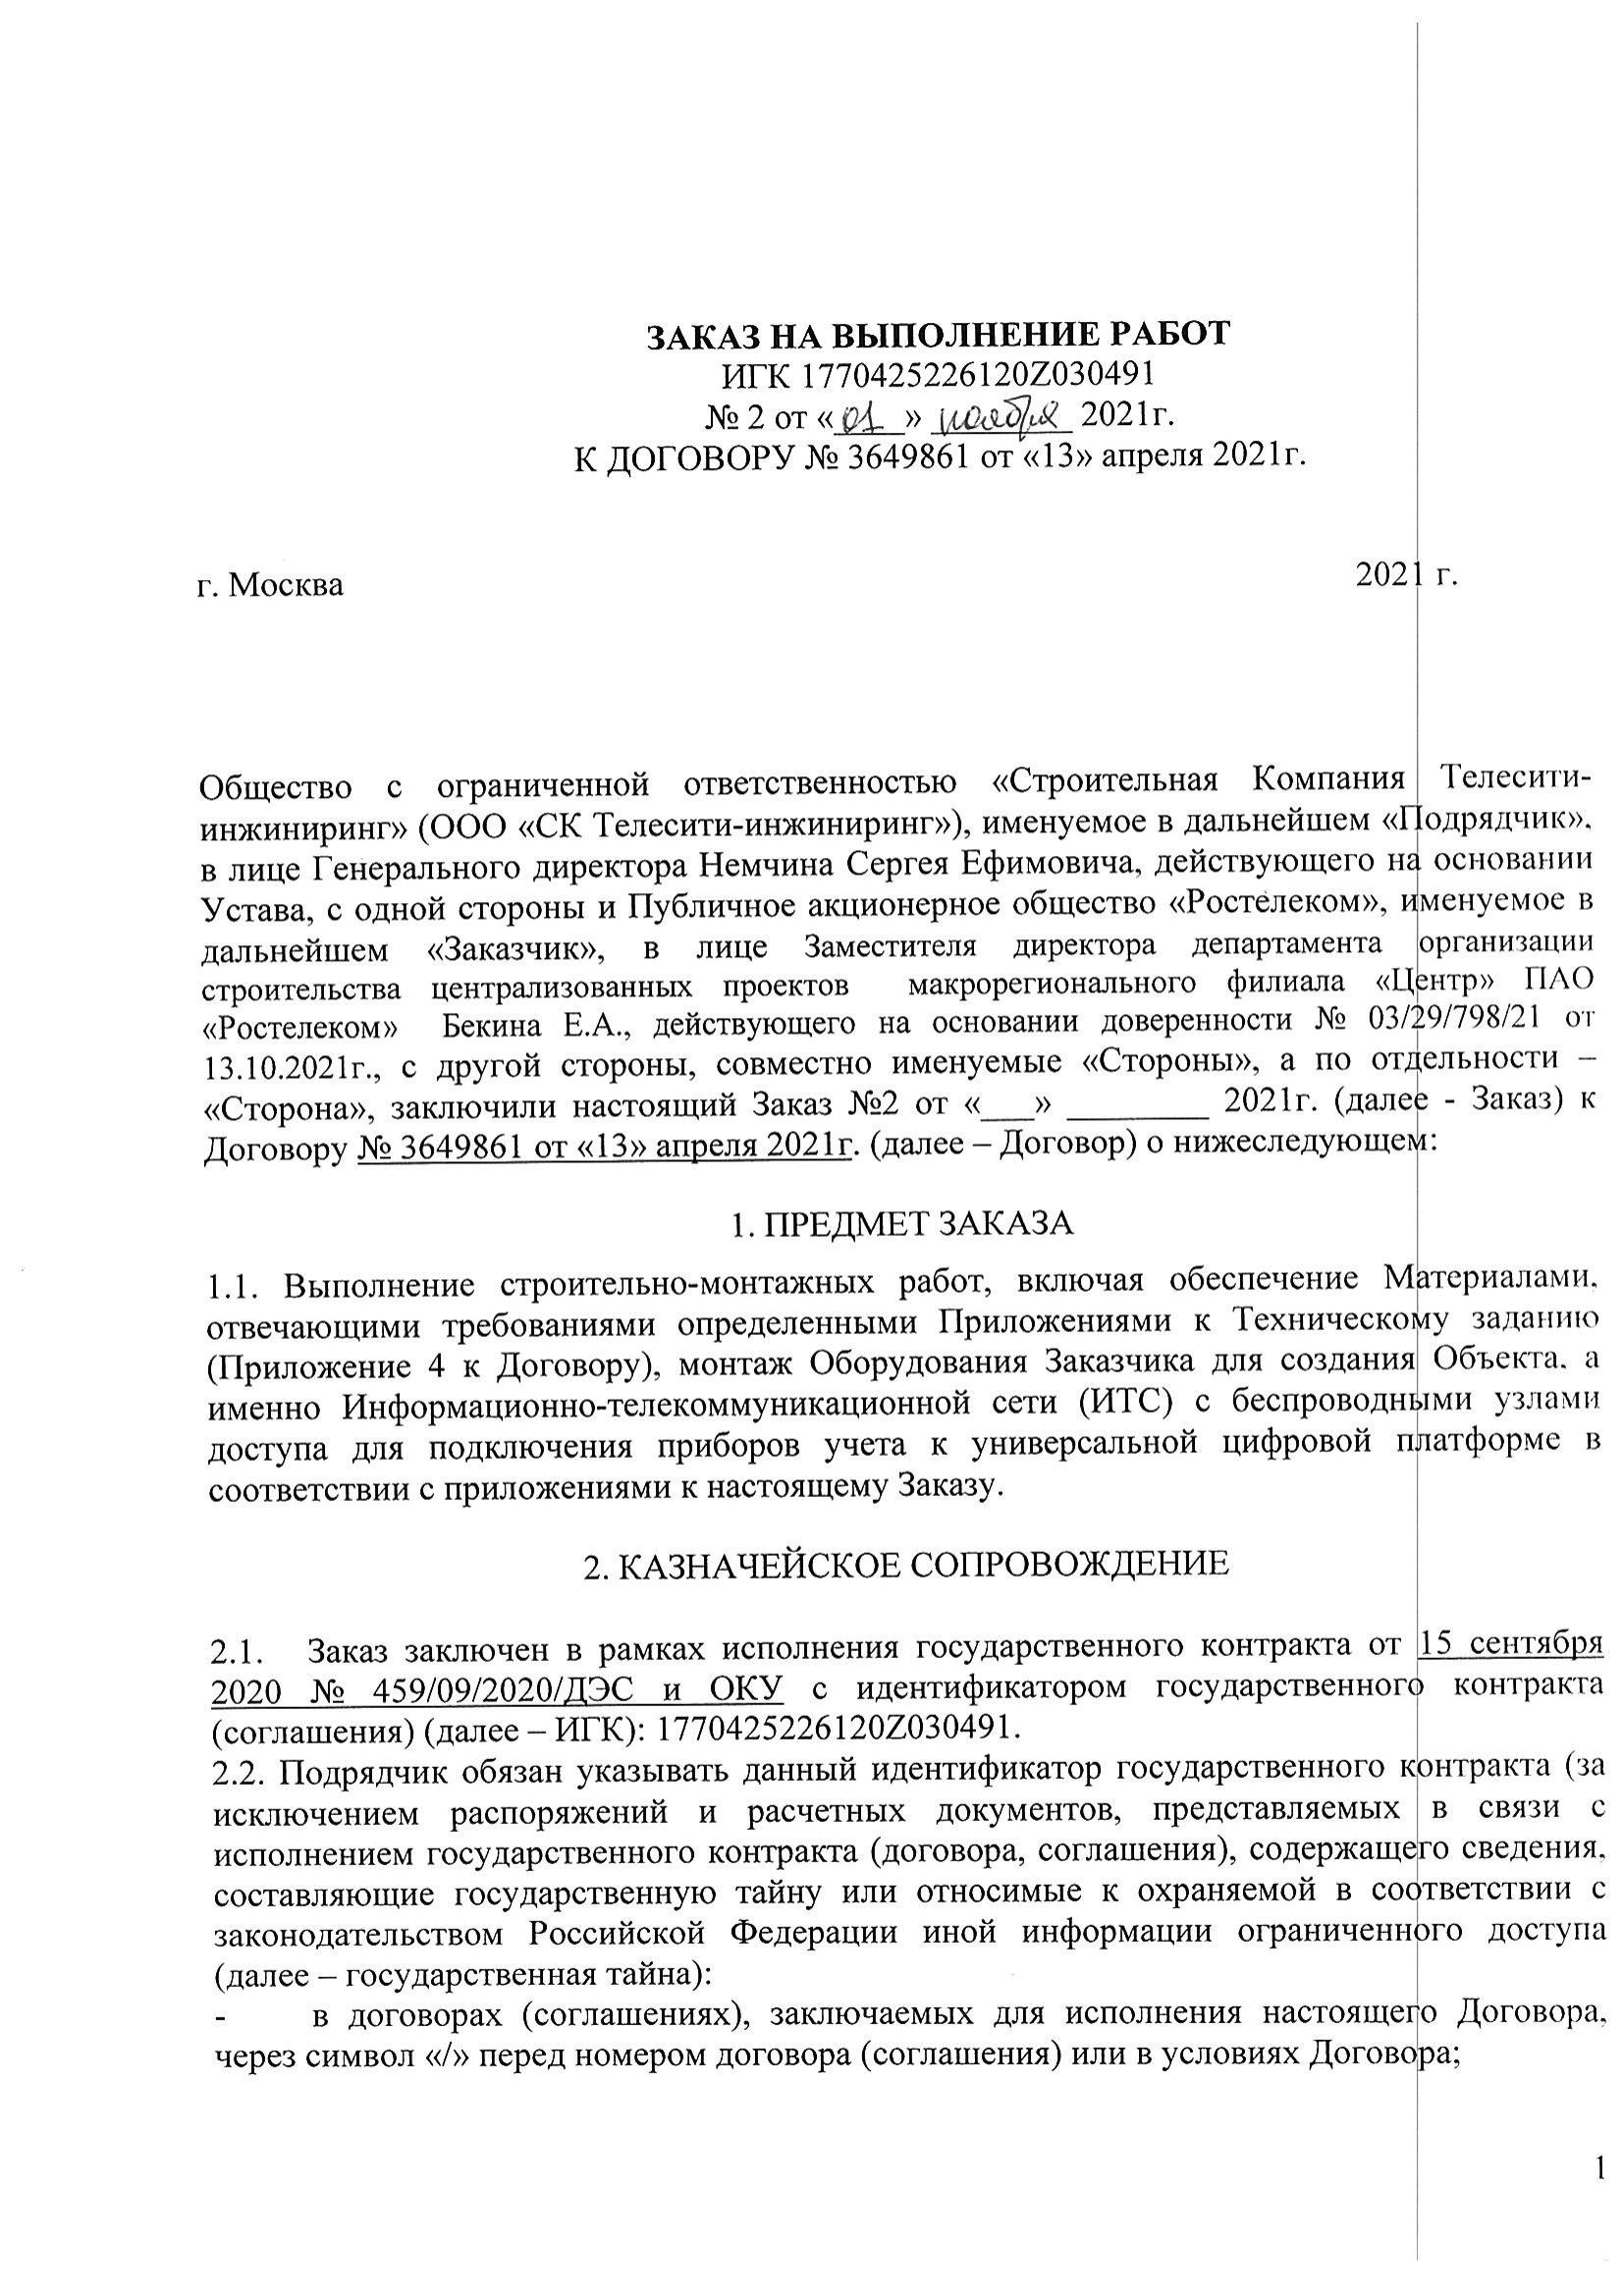 ЗАКАЗ НА ВЫПОЛНЕНИЕ РАБОТ
ИГК 1770425226120Z030491
№ 2 от «01» ноября 2021г.
К ДОГОВОРУ № 3649861 от «13» апреля 2021г.
г. Москва 2021 г.
Общество с ограниченной ответственностью «Строительная Компания Телесити-
инжиниринг» (ООО «СК Телесити-инжиниринг»), именуемое в дальнейшем «Подрядчик»,
в лице Генерального директора Немчина Сергея Ефимовича, действующего на основании
Устава, с одной стороны и Публичное акционерное общество «Ростелеком», именуемое в
дальнейшем «Заказчик», в лице Заместителя директора департамента организации
строительства централизованных проектов макрорегионального филиала «Центр» ПАО
«Ростелеком» Бекина Е.А., действующего на основании доверенности № 03/29/798/21 от
13.10.2021г., с другой стороны, совместно именуемые «Стороны», а по отдельности –
«Сторона», заключили настоящий Заказ №2 от «___» ________ 2021г. (далее - Заказ) к
Договору № 3649861 от «13» апреля 2021г. (далее – Договор) о нижеследующем:
1. ПРЕДМЕТ ЗАКАЗА
1.1. Выполнение строительно-монтажных работ, включая обеспечение Материалами,
отвечающими требованиями определенными Приложениями к Техническому заданию
(Приложение 4 к Договору), монтаж Оборудования Заказчика для создания Объекта, а
именно Информационно-телекоммуникационной сети (ИТС) с беспроводными узлами
доступа для подключения приборов учета к универсальной цифровой платформе в
соответствии с приложениями к настоящему Заказу.
2. КАЗНАЧЕЙСКОЕ СОПРОВОЖДЕНИЕ
2.1. Заказ заключен в рамках исполнения государственного контракта от 15 сентября
2020 № 459/09/2020/ДЭС и ОКУ с идентификатором государственного контракта
(соглашения) (далее – ИГК): 1770425226120Z030491.
2.2. Подрядчик обязан указывать данный идентификатор государственного контракта (за
исключением распоряжений и расчетных документов, представляемых в связи с
исполнением государственного контракта (договора, соглашения), содержащего сведения,
составляющие государственную тайну или относимые к охраняемой в соответствии с
законодательством Российской Федерации иной информации ограниченного доступа
(далее – государственная тайна):
- в договорах (соглашениях), заключаемых для исполнения настоящего Договора,
через символ «/» перед номером договора (соглашения) или в условиях Договора;
1